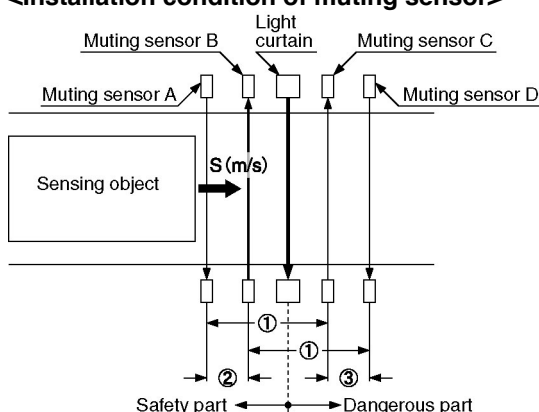 <Installation condition of muting sensor>
Light
curtain
Muting sensor B
Muting sensor C
Muting sensor A
Muting sensor D
S (m/s)
Sensing object
①
①
②
③
Safety part
Dangerous part